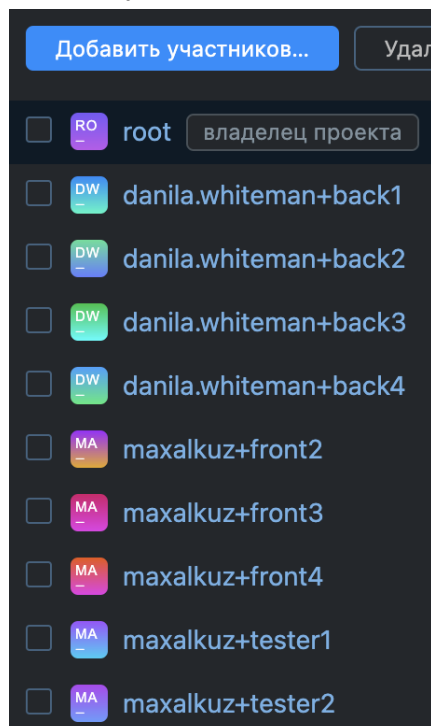 Добавить участников...
RO root владелец проекта
DW danila.whiteman+back1
DW danila.whiteman+back2
DW danila.whiteman+back3
DW danila.whiteman+back4
MA maxalkuz+front2
MA maxalkuz+front3
MA maxalkuz+front4
MA maxalkuz+tester1
MA maxalkuz+tester2